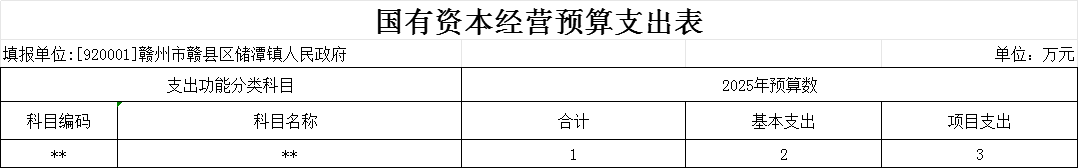 国有资本经营预算支出表
填报单位:[920001]赣州市赣县区储潭镇人民政府 单位：万元
支出功能分类科目 2025年预算数
科目编码 科目名称 合计 基本支出 项目支出
** ** 1 2 3